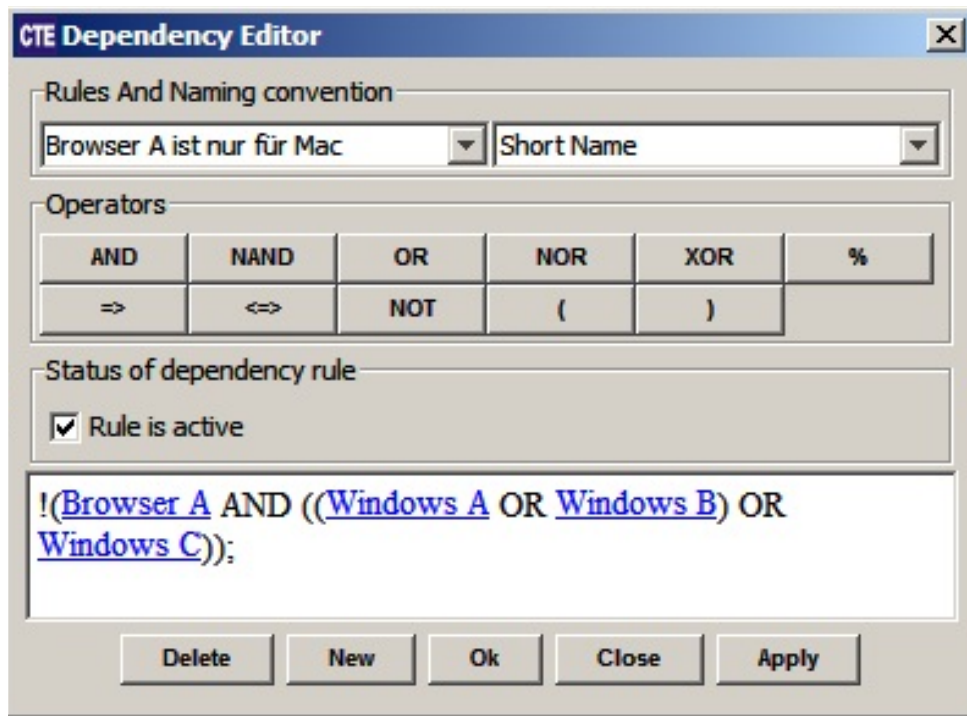 CTE Dependency Editor
Rules And Naming convention
Browser A ist nur für Mac Short Name
Operators
AND NAND OR NOR XOR %
=> <=> NOT ( )
Status of dependency rule
Rule is active
!(Browser A AND ((Windows A OR Windows B) OR
Windows C));
Delete New Ok Close Apply